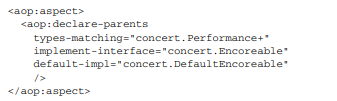 <aop:aspect>
  <aop:declare-parents
    types-matching="concert.Performance+"
    implement-interface="concert.Encoreable"
    default-impl="concert.DefaultEncoreable"
    />
</aop:aspect>